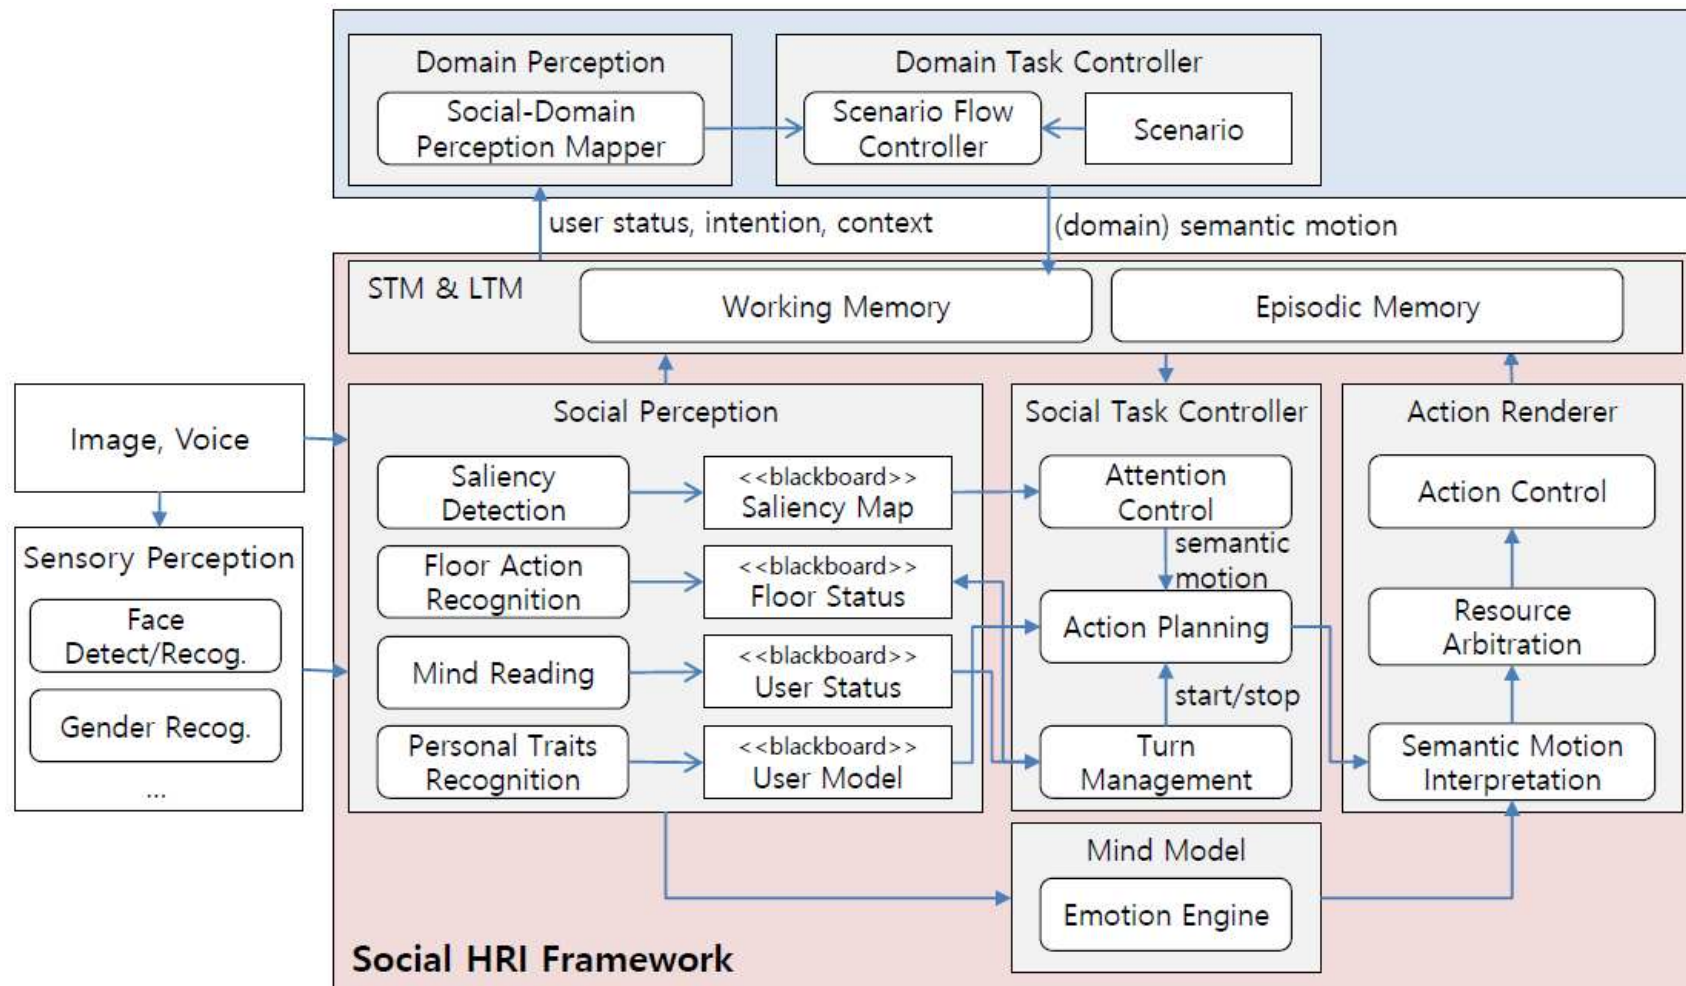 Domain Perception
Social-Domain
Perception Mapper
Domain Task Controller
Scenario Flow
Controller
Scenario
user status, intention, context
(domain) semantic motion
STM & LTM
Working Memory
Episodic Memory
Image, Voice
Sensory Perception
Face
Detect/Recog.
Gender Recog.
...
Social Perception
Saliency
Detection
<<blackboard>>
Saliency Map
Floor Action
Recognition
<<blackboard>>
Floor Status
Mind Reading
<<blackboard>>
User Status
Personal Traits
Recognition
<<blackboard>>
User Model
Social Task Controller
Attention
Control
semantic
motion
Action Planning
start/stop
Turn
Management
Action Renderer
Action Control
Resource
Arbitration
Semantic Motion
Interpretation
Mind Model
Emotion Engine
Social HRI Framework